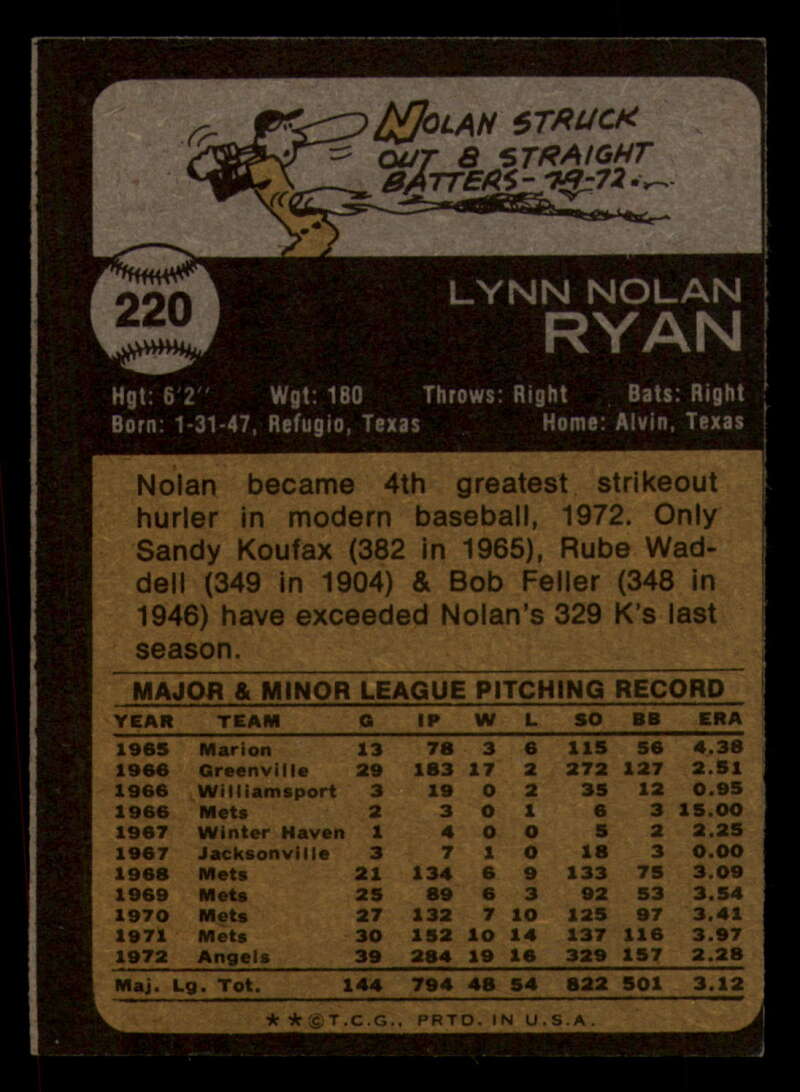 NOLAN STRUCK
OUT 8 STRAIGHT
BATTERS- 7-9-72.
220
LYNN NOLAN
RYAN
Hgt: 6'2" Wgt: 180 Throws: Right Bats: Right
Born: 1-31-47, Refugio, Texas Home: Alvin, Texas
Nolan became 4th greatest strikeout
hurler in modern baseball, 1972. Only
Sandy Koufax (382 in 1965), Rube Wad-
dell (349 in 1904) & Bob Feller (348 in
1946) have exceeded Nolan's 329 K's last
season.
MAJOR & MINOR LEAGUE PITCHING RECORD
YEAR TEAM G IP W L SO BB ERA
1965 Marion 13 78 3 6 115 56 4.38
1966 Greenville 29 183 17 2 272 127 2.51
1966 Williamsport 3 19 0 2 35 12 0.95
1966 Mets 2 3 0 1 6 3 15.00
1967 Winter Haven 1 4 0 0 5 2 2.25
1967 Jacksonville 3 7 1 0 18 3 0.00
1968 Mets 21 134 6 9 133 75 3.09
1969 Mets 25 89 6 3 92 53 3.54
1970 Mets 27 132 7 10 125 97 3.41
1971 Mets 30 152 10 14 137 116 3.97
1972 Angels 39 284 19 16 329 157 2.28
Maj. Lg. Tot. 144 794 48 54 822 501 3.12
**©T.C.G., PRTD. IN U.S.A.